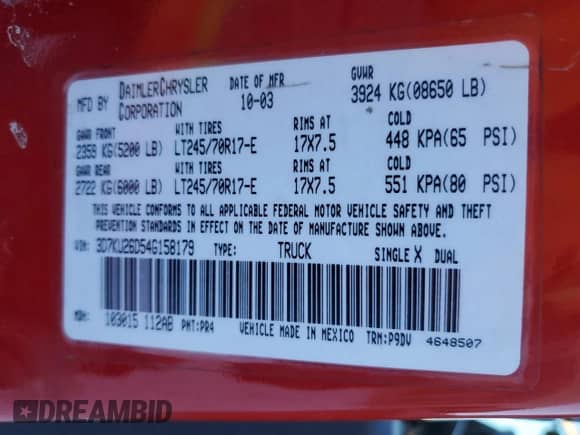 MFD BY DAIMLERCHRYSLER CORPORATION DATE OF MFR 10-03 GVWR 3924 KG(08650 LB)
GAWR FRONT WITH TIRES RIMS AT COLD
2359 KG(5200 LB) LT245/70R17-E 17X7.5 448 KPA(65 PSI)
GAWR REAR WITH TIRES RIMS AT COLD
2722 KG(6000 LB) LT245/70R17-E 17X7.5 551 KPA(80 PSI)
THIS VEHICLE CONFORMS TO ALL APPLICABLE FEDERAL MOTOR VEHICLE SAFETY AND THEFT
PREVENTION STANDARDS IN EFFECT ON THE DATE OF MANUFACTURE SHOWN ABOVE.
VIN: 3D7KU26D54G158179 TYPE: TRUCK SINGLE X DUAL
MDH: 103015 112AB PNT:PR4 VEHICLE MADE IN MEXICO TRM:P9DV 4648507
DREAMBID